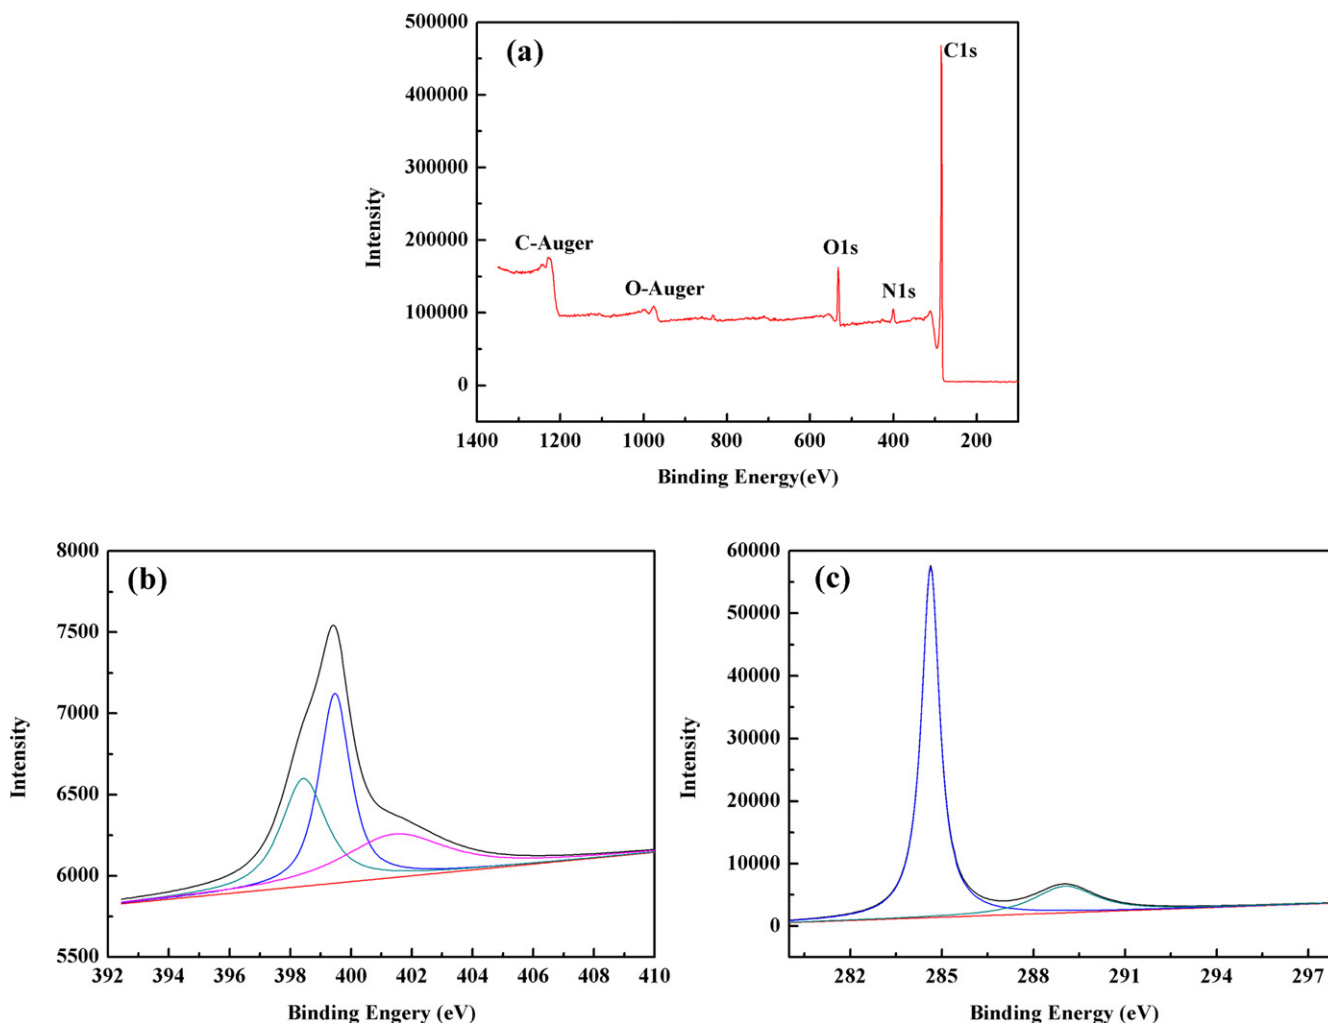 500000
(a)
C1s
400000
300000
Intensity
200000
C-Auger
O-Auger
O1s
N1s
100000
0
1400 1200 1000 800 600 400 200
Binding Energy(eV)
8000
(b)
7500
7000
Intensity
6500
6000
5500
392 394 396 398 400 402 404 406 408 410
Binding Engery (eV)
60000
(c)
50000
40000
Intensity
30000
20000
10000
0
282 285 288 291 294 297
Binding Energy (eV)